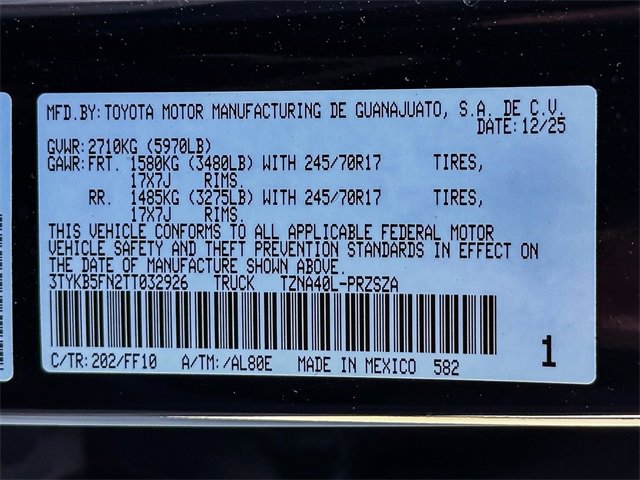 MFD.BY: TOYOTA MOTOR MANUFACTURING DE GUANAJUATO, S.A. DE C.V.
DATE: 12/25
GVWR: 2710KG (5970LB)
GAWR: FRT. 1580KG (3480LB) WITH 245/70R17 TIRES,
17X7J RIMS.
RR. 1485KG (3275LB) WITH 245/70R17 TIRES,
17X7J RIMS.
THIS VEHICLE CONFORMS TO ALL APPLICABLE FEDERAL MOTOR
VEHICLE SAFETY AND THEFT PREVENTION STANDARDS IN EFFECT ON
THE DATE OF MANUFACTURE SHOWN ABOVE.
3TYKB5FN2TT032926 TRUCK TZNA40L-PRZSZA
C/TR: 202/FF10 A/TM: /AL80E MADE IN MEXICO 582
1